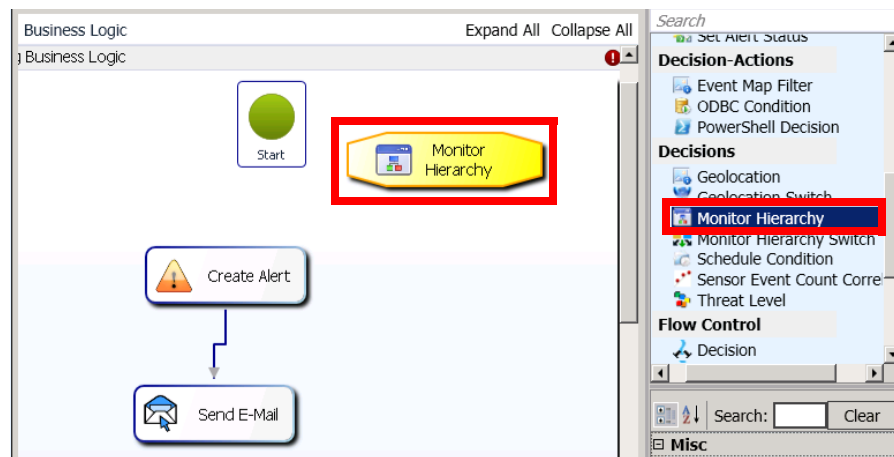 Business Logic
Expand All Collapse All
g Business Logic
Start
Monitor
Hierarchy
Create Alert
Send E-Mail
Search
Set Alert Status
Decision-Actions
Event Map Filter
ODBC Condition
PowerShell Decision
Decisions
Geolocation
Geolocation Switch
Monitor Hierarchy
Monitor Hierarchy Switch
Schedule Condition
Sensor Event Count Corre
Threat Level
Flow Control
Decision
Search:
Clear
Misc